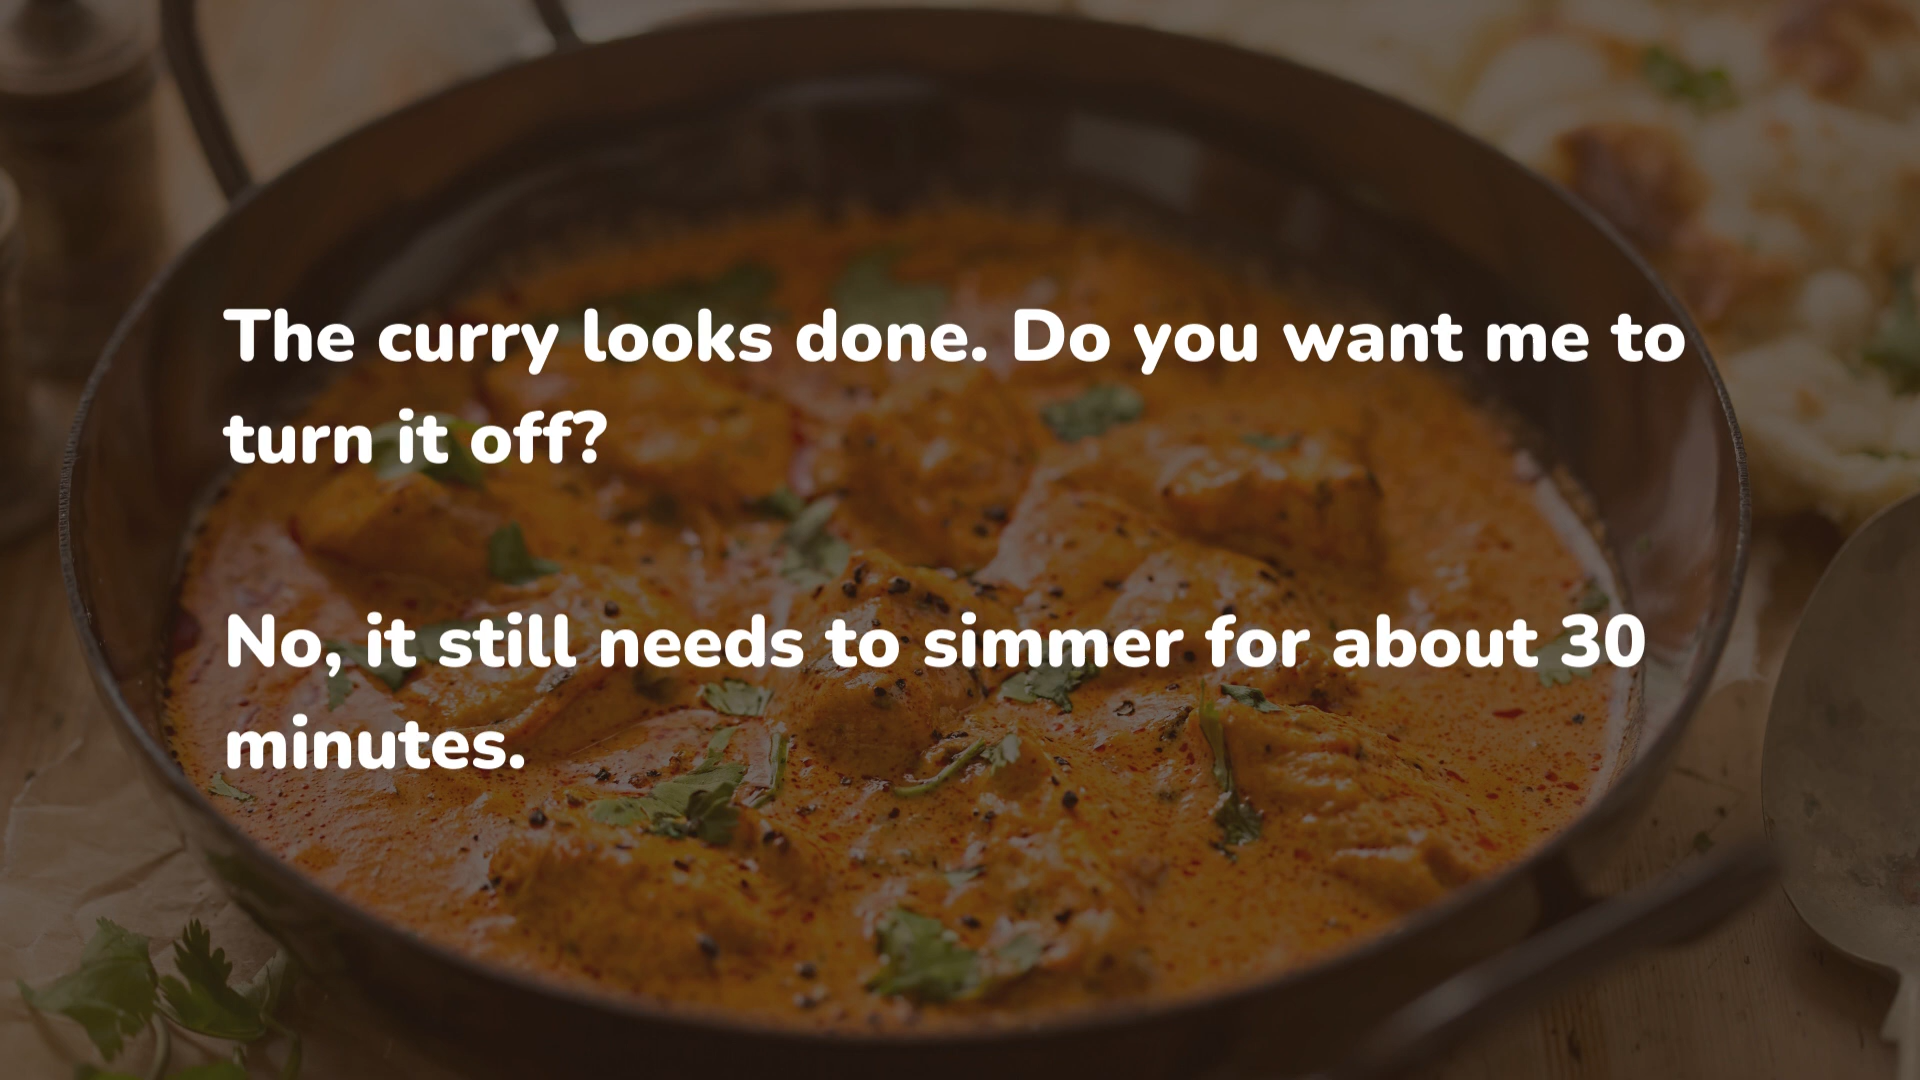 The curry looks done. Do you want me to
turn it off?
No, it still needs to simmer for about 30
minutes.